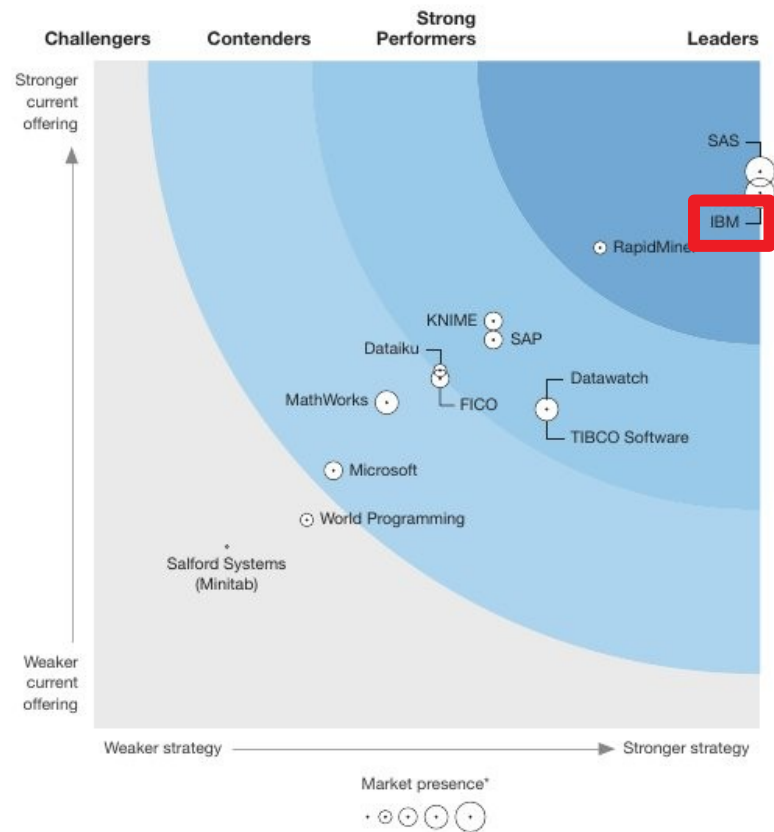 Challengers
Contenders
Strong
Performers
Leaders
Stronger
current
offering
SAS
IBM
RapidMine
KNIME
SAP
Dataiku
Datawatch
MathWorks
FICO
TIBCO Software
Microsoft
World Programming
Salford Systems
(Minitab)
Weaker
current
offering
Weaker strategy
Stronger strategy
Market presence*